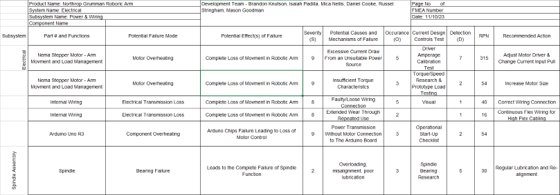 Product Name: Northrop Grumman Robotic Arm
Development Team - Brandon Knutson, Isaiah Padilla, Mica Nellis, Daniel Cooke, Russel Stringham, Mason Goodman
Page No of
System Name: Electrical
FMEA Number:
Subsystem Name: Power & Wiring
Date: 11/10/23
Component Name
Subsystem
Part # and Functions
Potential Failure Mode
Potential Effect(s) of Failure
Severity (S)
Potential Causes and Mechanisms of Failure
Occurance (O)
Current Design Controls Test
Detection (D)
RPN
Recommended Action
Electrical
Nema Stepper Motor - Arm Movement and Load Management
Motor Overheating
Complete Loss of Movment in Robotic Arm
9
Excessive Current Draw From an Unsuitable Power Source
5
Driver Amperage Calibration Test
7
315
Adjust Motor Driver & Change Current Input Pull
Nema Stepper Motor - Arm Movement and Load Management
Motor Overheating
Complete Loss of Movment in Robotic Arm
9
Insufficient Torque Characteristics
3
Torque/Speed Research & Prototype Load Testing
2
54
Increase Motor Size
Internal Wiring
Electrical Transmission Loss
Complete Loss of Movment in Robotic Arm
8
Faulty/Loose Wiring Connection
5
Visual
1
40
Correct Wiring Connection
Internal Wiring
Electrical Transmission Loss
Complete Loss of Movment in Robotic Arm
8
Extended Wear Through Repeated Use
2
1
16
Continuous Flex Wiring for High Flex Cabling
Arduino Uno R3
Component Overheating
Arduino Chips Failure Leading to Loss of Motor Control
9
Power Transmission Without Motor Connection to The Arduino Board
3
Operational Start-Up Checklist
2
54
Spindle Assembly
Spindle
Bearing Failure
Leads to the Complete Failure of Spindle Function
2
Overloading, misalignment, poor lubrication
3
Spindle Bearing Research
5
30
Regular Lubrication and Re-alignment